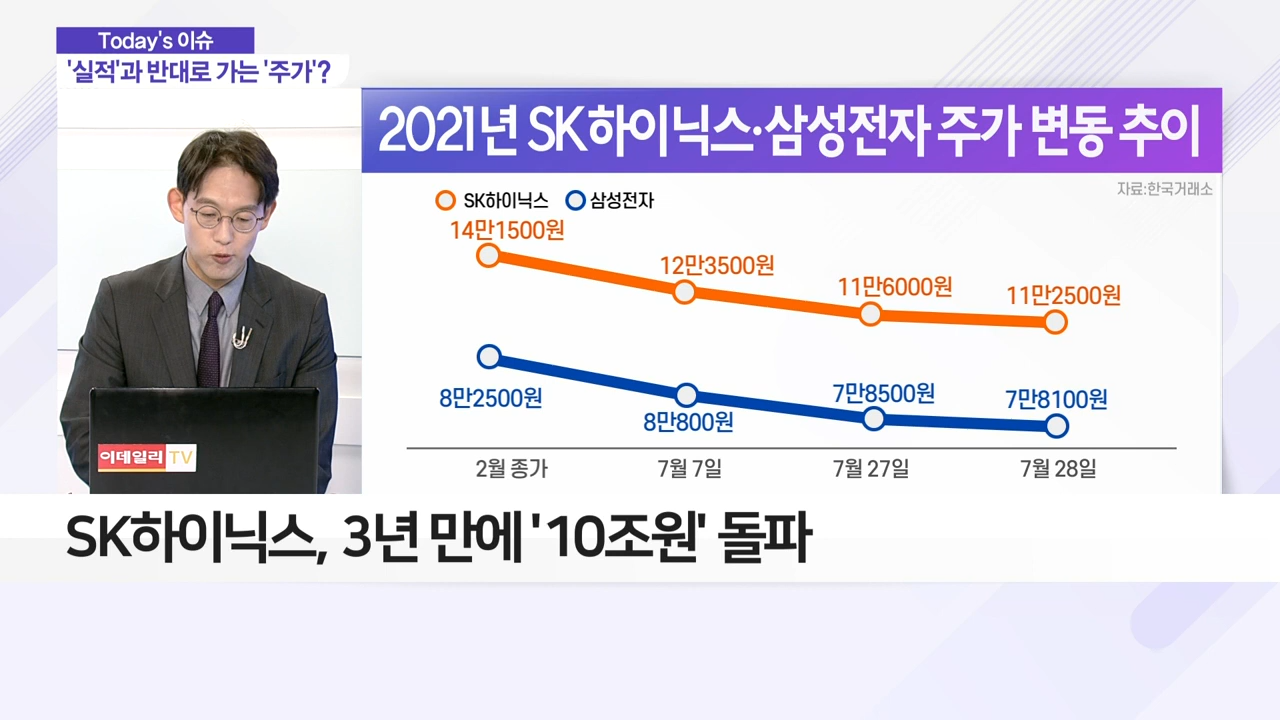 Today's 이슈
'실적'과 반대로 가는 '주가'?
2021년 SK하이닉스·삼성전자 주가 변동 추이
자료:한국거래소
SK하이닉스 삼성전자
14만1500원
12만3500원
11만6000원
11만2500원
8만2500원
8만800원
7만8500원
7만8100원
2월 종가 7월 7일 7월 27일 7월 28일
이데일리TV
SK하이닉스, 3년 만에 '10조원' 돌파